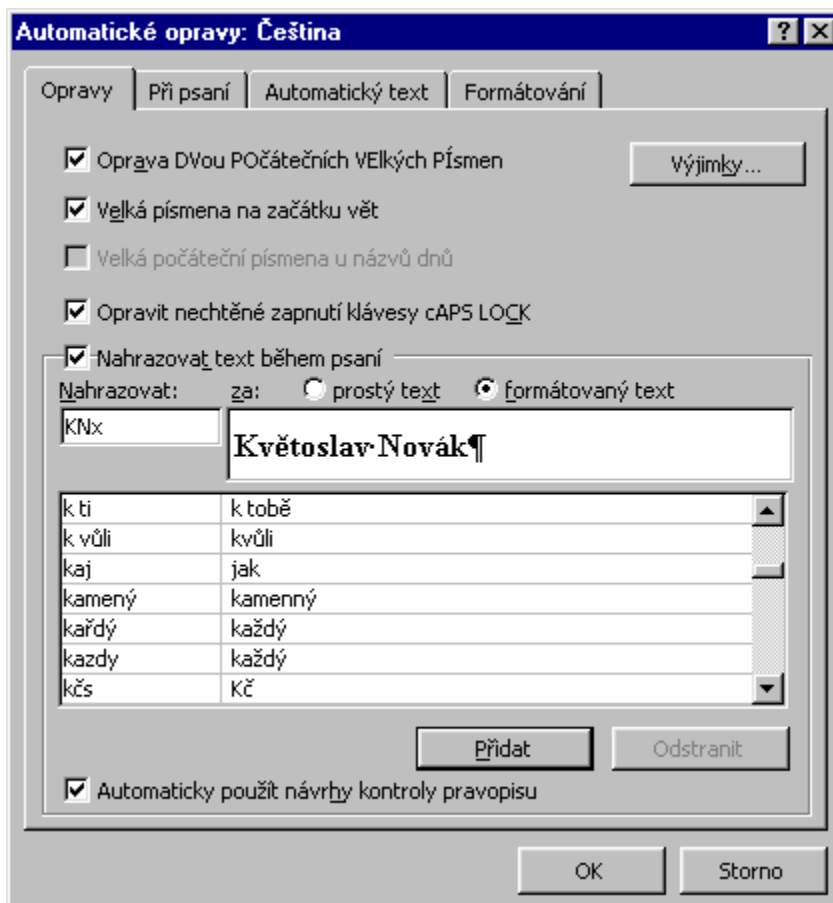 Automatické opravy: Čeština
Opravy Při psaní Automatický text Formátování
Oprava DVou POčátečních VElkých PÍsmen
Výjimky...
Velká písmena na začátku vět
Velká počáteční písmena u názvů dnů
Opravit nechtěné zapnutí klávesy cAPS LOCK
Nahrazovat text během psaní
Nahrazovat: za: prostý text formátovaný text
KNx Květoslav·Novák¶
k ti k tobě
k vůli kvůli
kaj jak
kamený kamenný
kařdý každý
kazdy každý
kčs Kč
Přidat Odstranit
Automaticky použít návrhy kontroly pravopisu
OK Storno